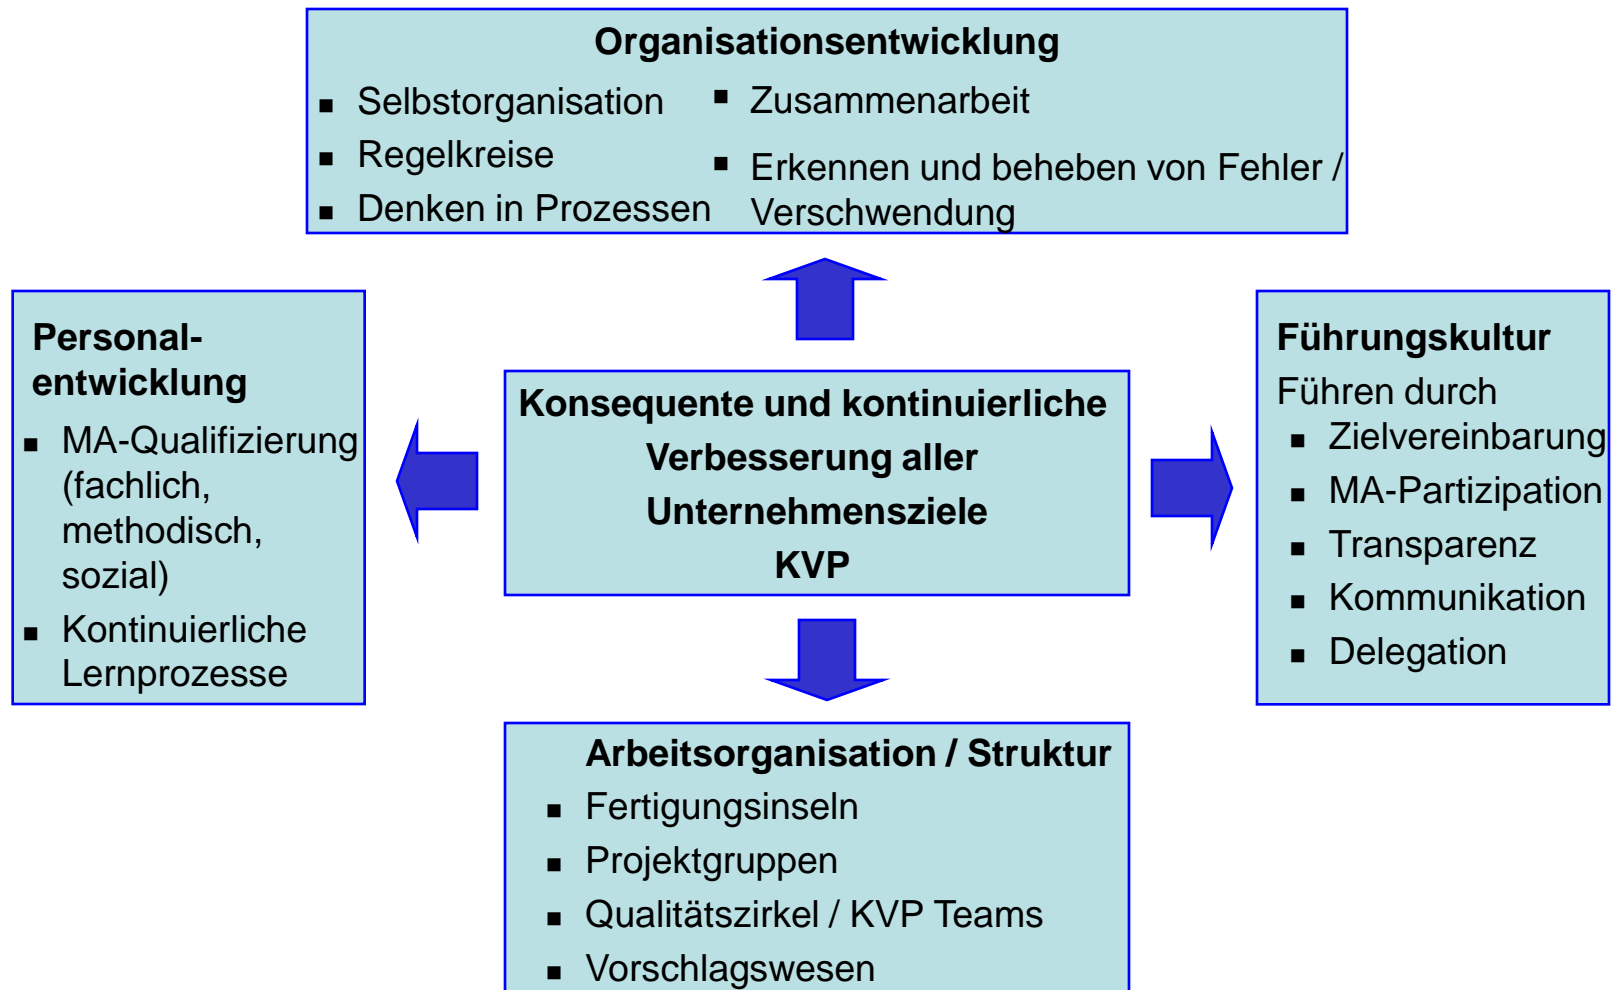 Organisationsentwicklung
■ Selbstorganisation
■ Regelkreise
■ Denken in Prozessen
■ Zusammenarbeit
■ Erkennen und beheben von Fehler /
Verschwendung
Personal-
entwicklung
■ MA-Qualifizierung
(fachlich,
methodisch,
sozial)
■ Kontinuierliche
Lernprozesse
Konsequente und kontinuierliche
Verbesserung aller
Unternehmensziele
KVP
Führungskultur
Führen durch
■ Zielvereinbarung
■ MA-Partizipation
■ Transparenz
■ Kommunikation
■ Delegation
Arbeitsorganisation / Struktur
■ Fertigungsinseln
■ Projektgruppen
■ Qualitätszirkel / KVP Teams
■ Vorschlagswesen